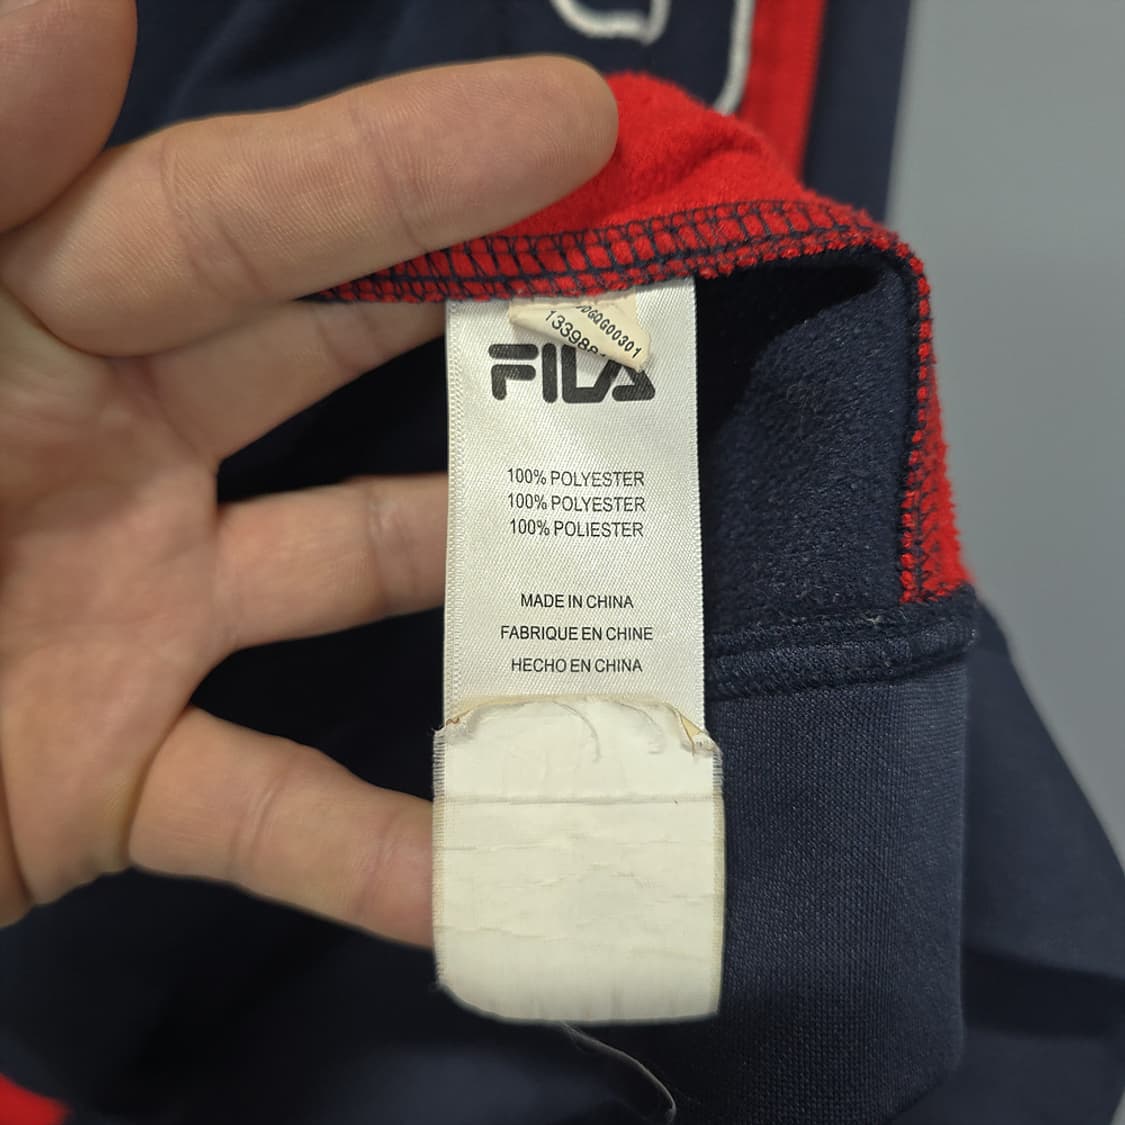 FILA
100% POLYESTER
100% POLYESTER
100% POLIESTER
MADE IN CHINA
FABRIQUE EN CHINE
HECHO EN CHINA